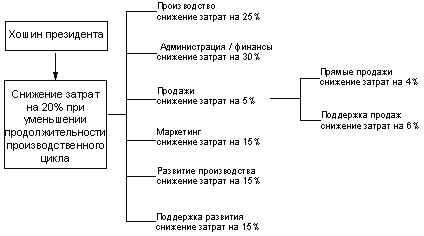 Хошин президента
Снижение затрат
на 20% при
уменьшении
продолжительности
производственного
цикла
Производство
снижение затрат на 25%
Администрация / финансы
снижение затрат на 30%
Продажи
снижение затрат на 5%
Маркетинг
снижение затрат на 15%
Развитие производства
снижение затрат на 15%
Поддержка развития
снижение затрат на 15%
Прямые продажи
снижение затрат на 4%
Поддержка продаж
снижение затрат на 6%